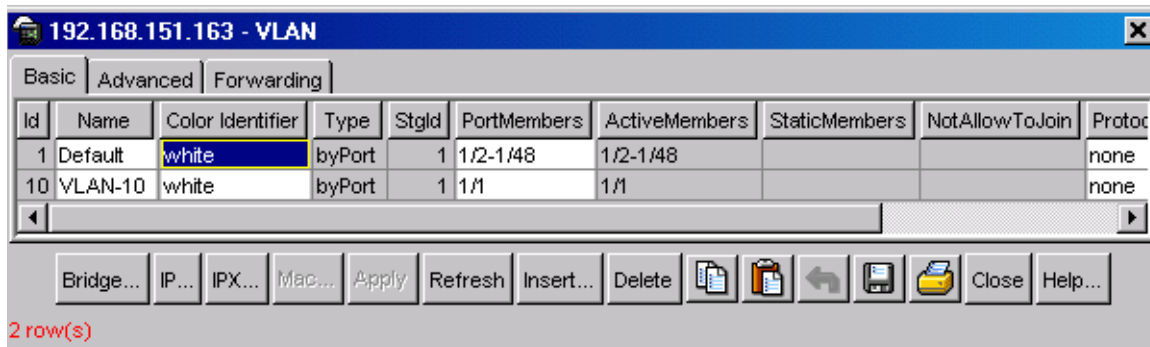 192.168.151.163 - VLAN
Basic Advanced Forwarding
Id Name Color Identifier Type StgId PortMembers ActiveMembers StaticMembers NotAllowToJoin Protoc
1 Default white byPort 1 1/2-1/48 1/2-1/48 none
10 VLAN-10 white byPort 1 1/1 1/1 none
Bridge... IP... IPX... Mac... Apply Refresh Insert... Delete Close Help...
2 row(s)